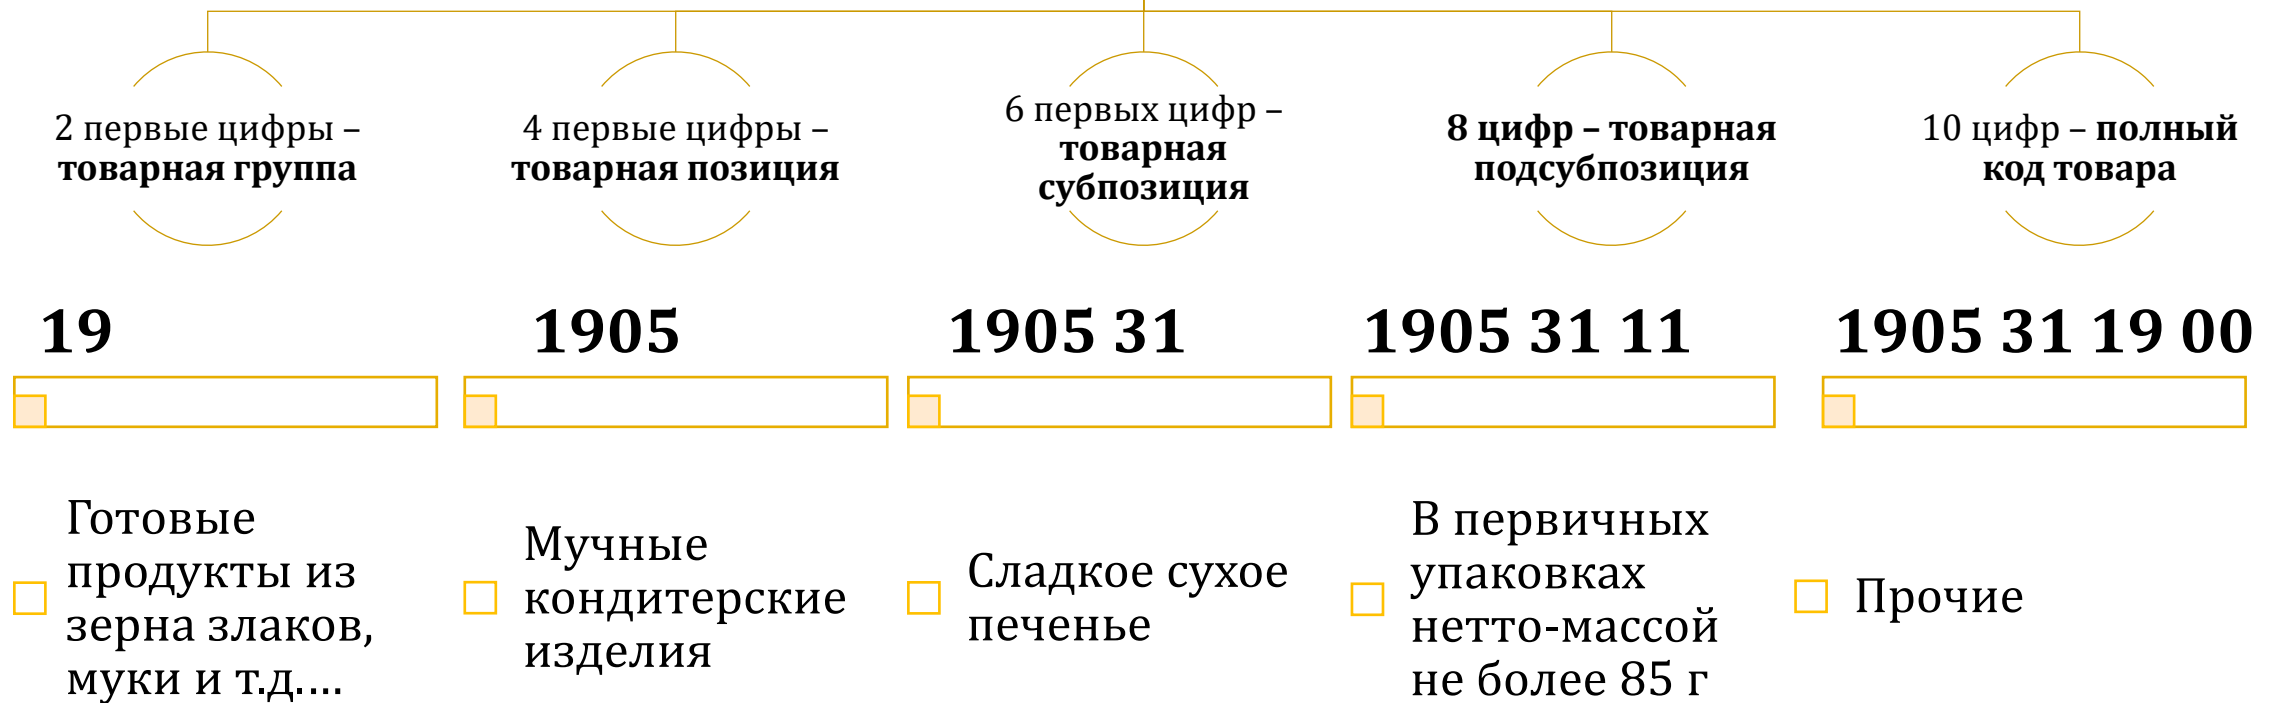 2 первые цифры –
товарная группа
4 первые цифры –
товарная позиция
6 первых цифр –
товарная
субпозиция
8 цифр – товарная
подсубпозиция
10 цифр – полный
код товара
19
1905
1905 31
1905 31 11
1905 31 19 00
Готовые
продукты из
зерна злаков,
муки и т.д....
Мучные
кондитерские
изделия
Сладкое сухое
печенье
В первичных
упаковках
нетто-массой
не более 85 г
Прочие